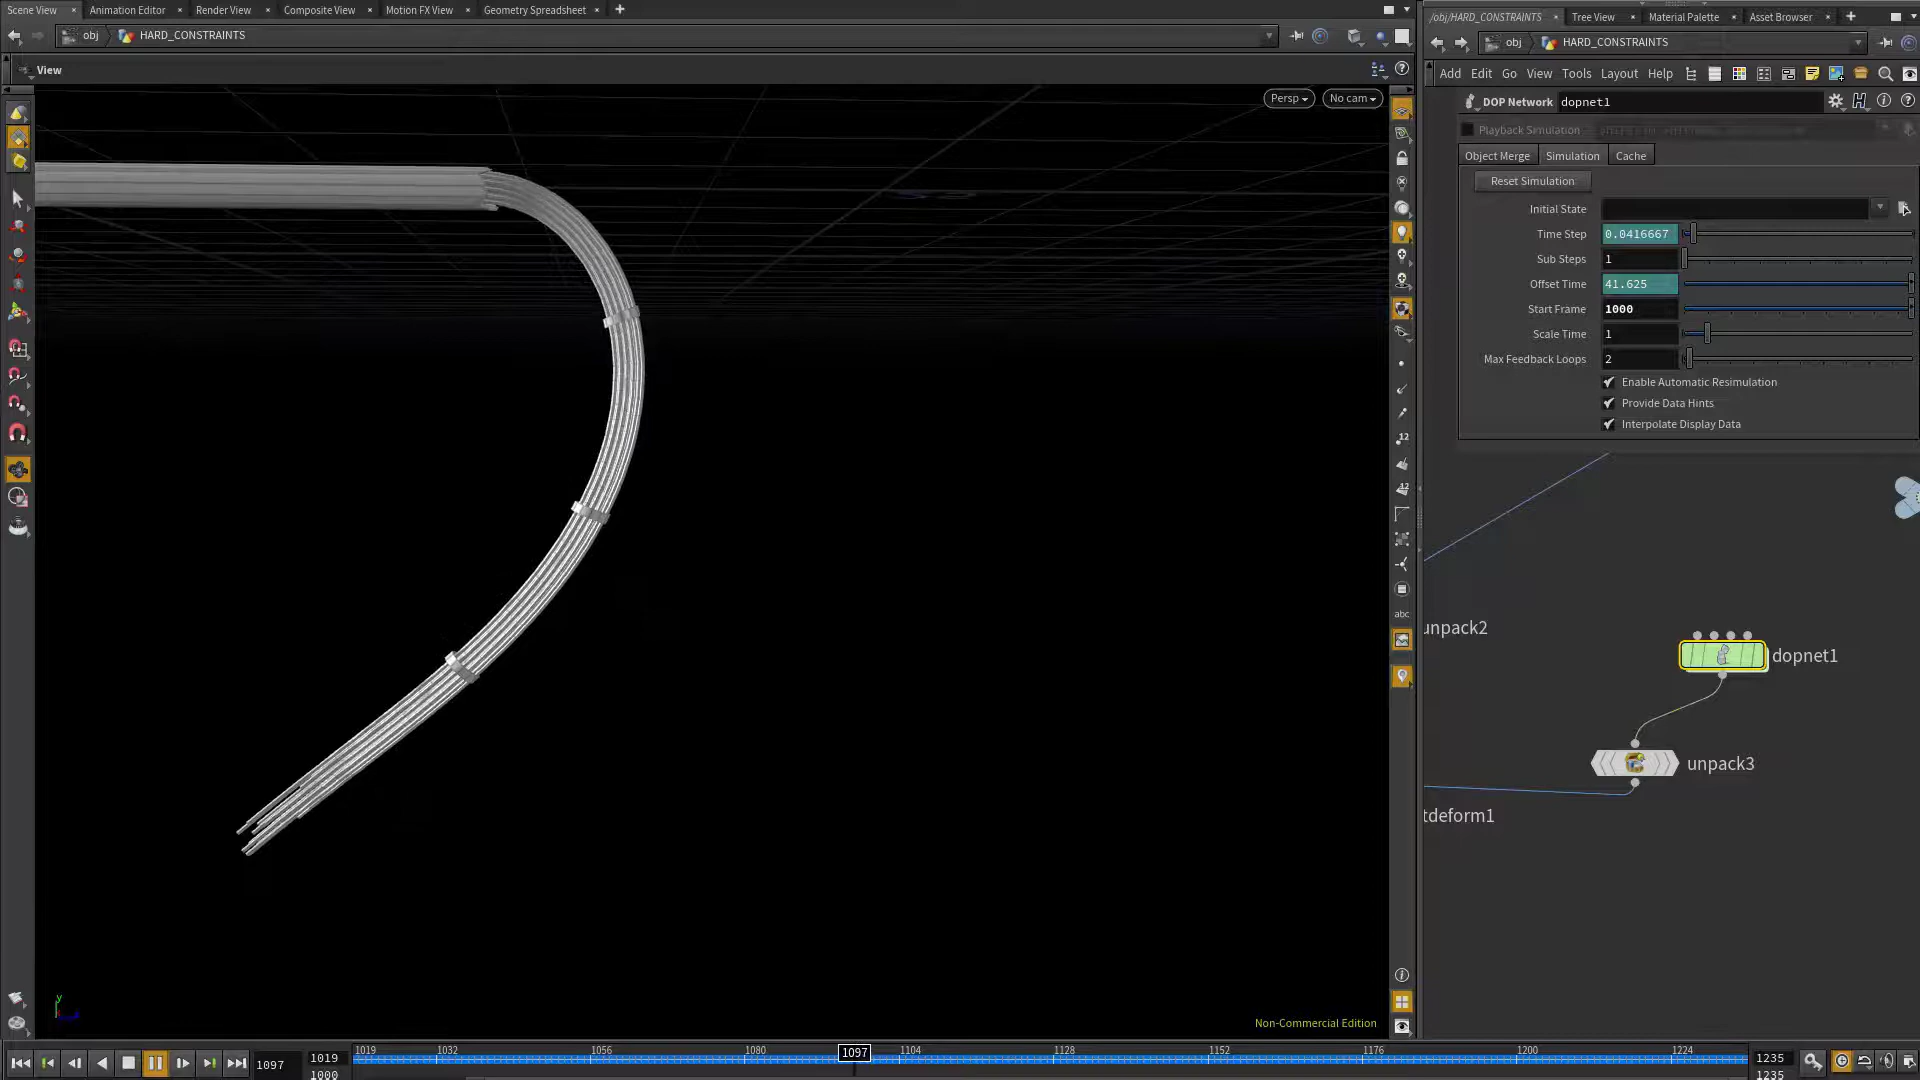 Scene View
Animation Editor
Render View
Composite View
Motion FX View
Geometry Spreadsheet
obj
HARD_CONSTRAINTS
View
Persp
No cam
12
12
abc
Non-Commercial Edition
/obj/HARD_CONSTRAINTS
Tree View
Material Palette
Asset Browser
obj
HARD_CONSTRAINTS
Add Edit Go View Tools Layout Help
DOP Network dopnet1
Playback Simulation
Object Merge Simulation Cache
Reset Simulation
Initial State
Time Step 0.0416667
Sub Steps 1
Offset Time 41.625
Start Frame 1000
Scale Time 1
Max Feedback Loops 2
Enable Automatic Resimulation
Provide Data Hints
Interpolate Display Data
unpack2
dopnet1
unpack3
tdeform1
1097
1019
1000
1019 1032 1056 1080 1097 1104 1128 1152 1176 1200 1224
1235
1235